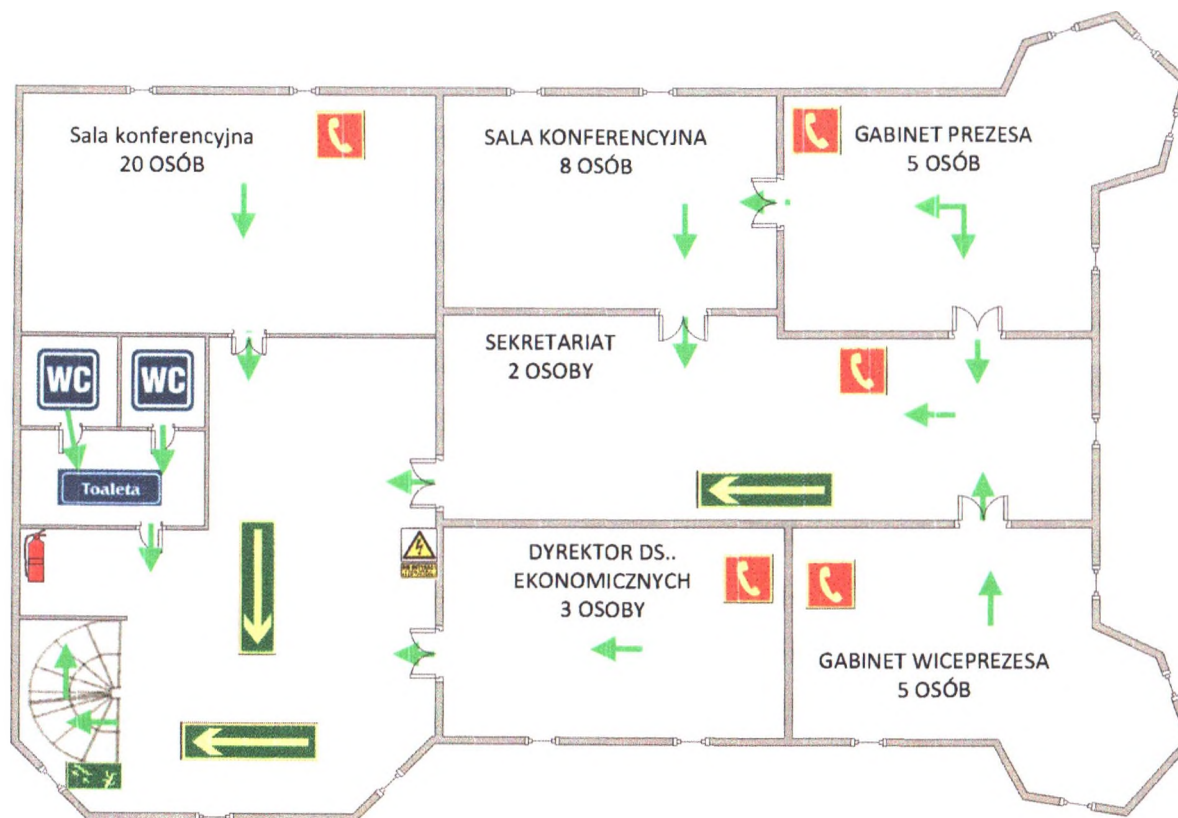 Sala konferencyjna
20 OSÓB
SALA KONFERENCYJNA
8 OSÓB
GABINET PREZESA
5 OSÓB
SEKRETARIAT
2 OSOBY
WC
WC
Toaleta
DYREKTOR DS..
EKONOMICZNYCH
3 OSOBY
GABINET WICEPREZESA
5 OSÓB